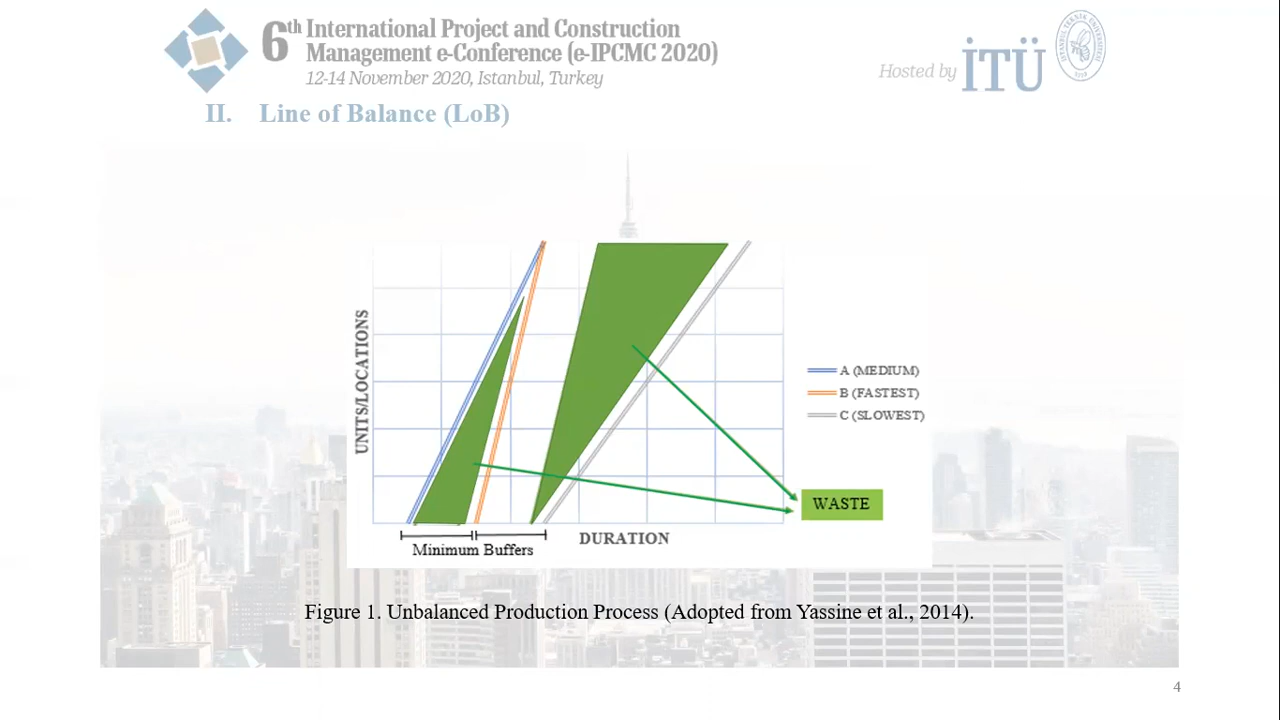 6th International Project and Construction
Management e-Conference (e-IPCMC 2020)
12-14 November 2020, Istanbul, Turkey
Hosted by İTÜ
II. Line of Balance (LoB)
UNITS/LOCATIONS
A (MEDIUM)
B (FASTEST)
C (SLOWEST)
WASTE
DURATION
Minimum Buffers
Figure 1. Unbalanced Production Process (Adopted from Yassine et al., 2014).
4